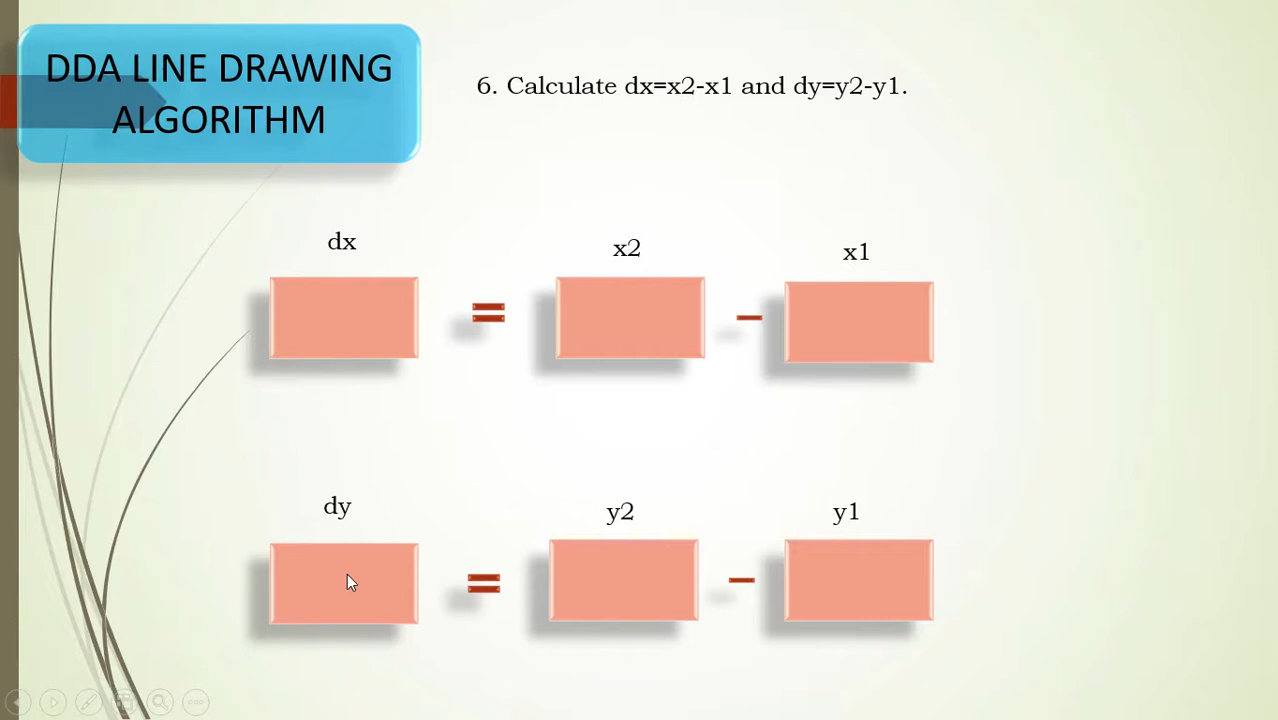 DDA LINE DRAWING
ALGORITHM
6. Calculate dx=x2-x1 and dy=y2-y1.
dx
x2
x1
=
–
dy
y2
y1
=
–